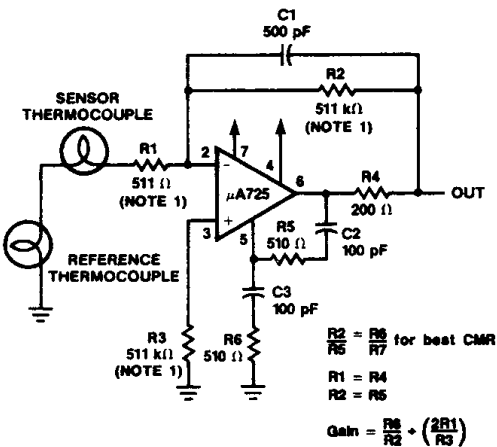 C1
500 pF
R2
511 kΩ
(NOTE 1)
SENSOR
THERMOCOUPLE
R1
511 Ω
(NOTE 1)
2
7
4
−
μA725
6
+
3
5
R4
200 Ω
OUT
R5
510 Ω
C2
100 pF
REFERENCE
THERMOCOUPLE
C3
100 pF
R3
511 kΩ
(NOTE 1)
R6
510 Ω
R2/R5 = R6/R7 for best CMR
R1 = R4
R2 = R5
Gain = R6/R2 + (2R1/R3)